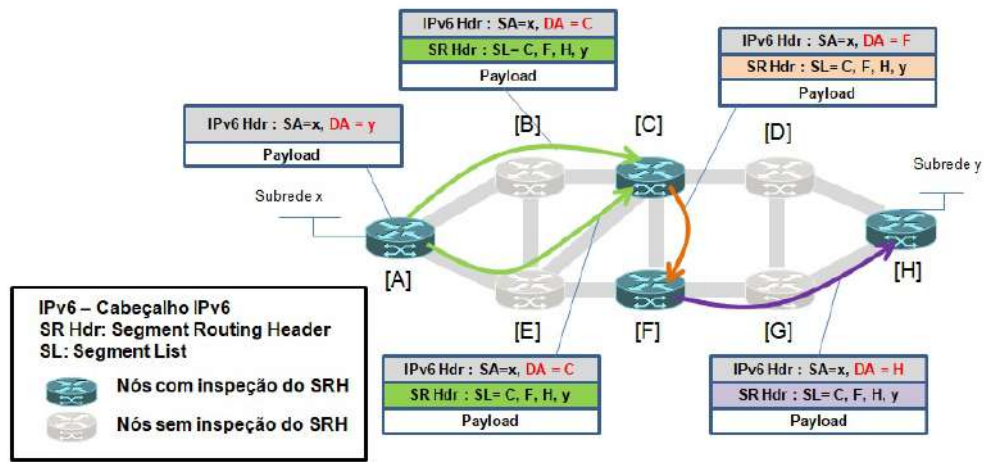 IPv6 Hdr : SA=x, DA = C
SR Hdr : SL= C, F, H, y
Payload
IPv6 Hdr : SA=x, DA = F
SR Hdr : SL= C, F, H, y
Payload
IPv6 Hdr : SA=x, DA = y
Payload
[B]
[C]
[D]
Subrede x
Subrede y
[A]
[H]
[E]
[F]
[G]
IPv6 – Cabeçalho IPv6
SR Hdr: Segment Routing Header
SL: Segment List
Nós com inspeção do SRH
Nós sem inspeção do SRH
IPv6 Hdr : SA=x, DA = C
SR Hdr : SL= C, F, H, y
Payload
IPv6 Hdr : SA=x, DA = H
SR Hdr : SL= C, F, H, y
Payload